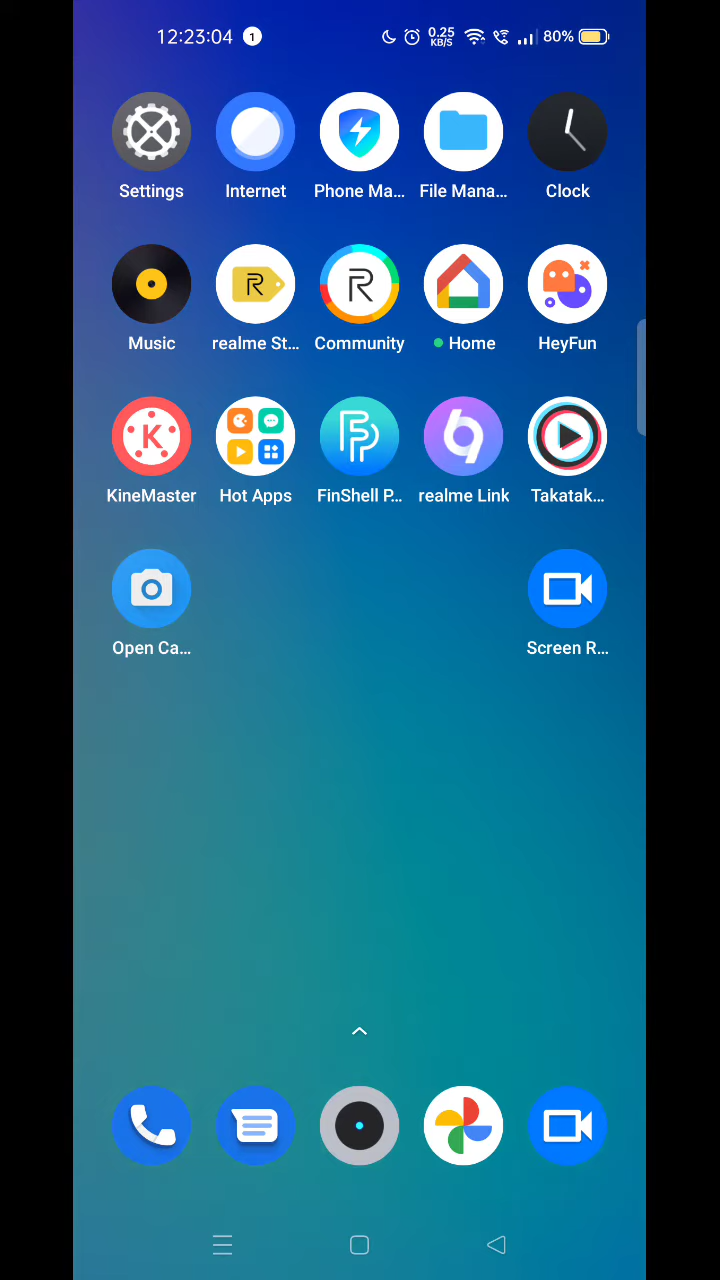 12:23:04 1 0.25 KB/S 80%
Settings Internet Phone Ma... File Mana... Clock
realme St... Community Home HeyFun
Music
KineMaster Hot Apps FinShell P... realme Link Takatak...
Open Ca... Screen R...